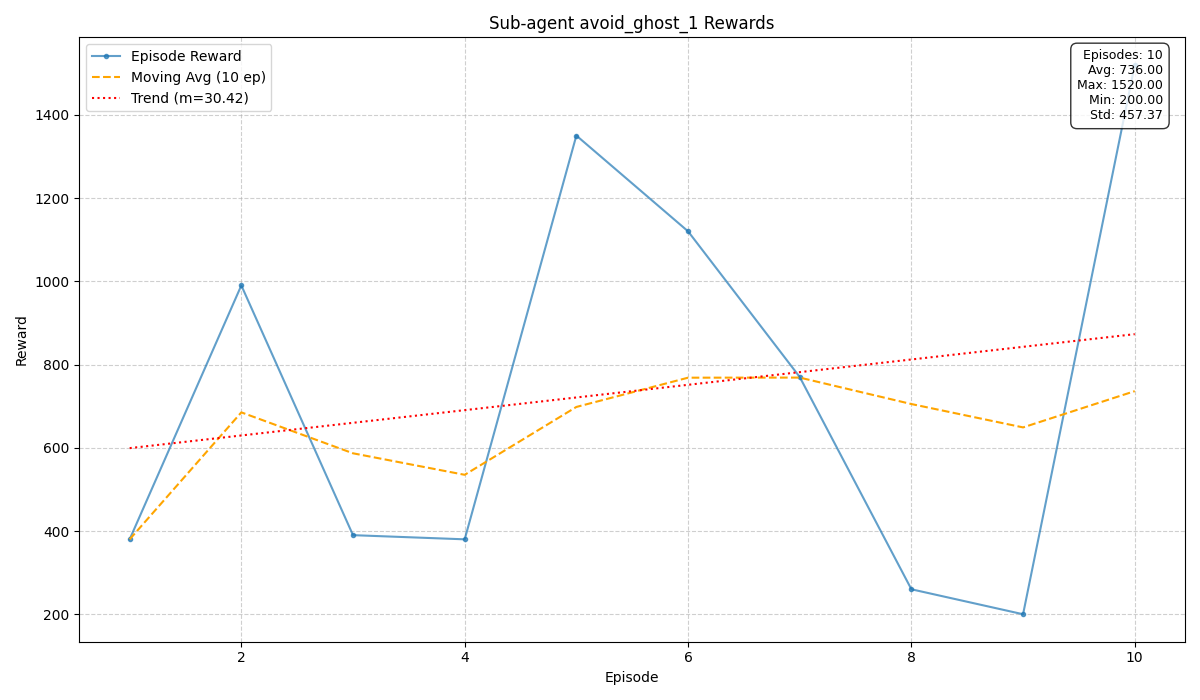 Sub-agent avoid_ghost_1 Rewards
Episode Reward
Moving Avg (10 ep)
Trend (m=30.42)
Episodes: 10
Avg: 736.00
Max: 1520.00
Min: 200.00
Std: 457.37
Reward
1400
1200
1000
800
600
400
200
2
4
6
8
10
Episode